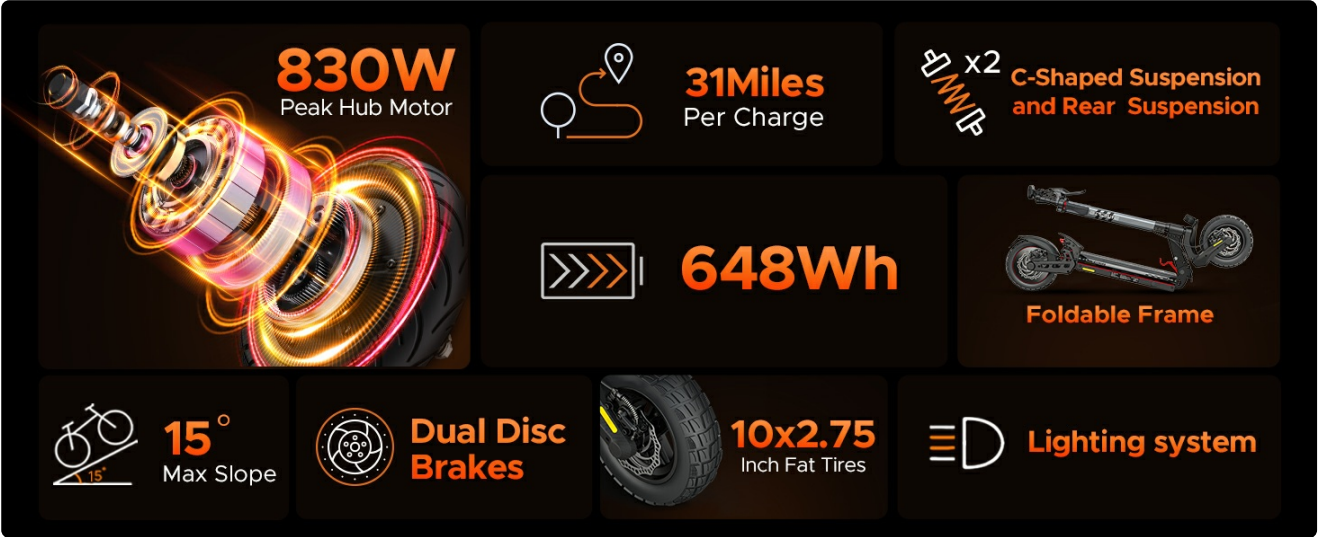 830W
Peak Hub Motor
31Miles
Per Charge
x2
C-Shaped Suspension
and Rear Suspension
648Wh
Foldable Frame
15°
15°
Max Slope
Dual Disc
Brakes
10x2.75
Inch Fat Tires
Lighting system